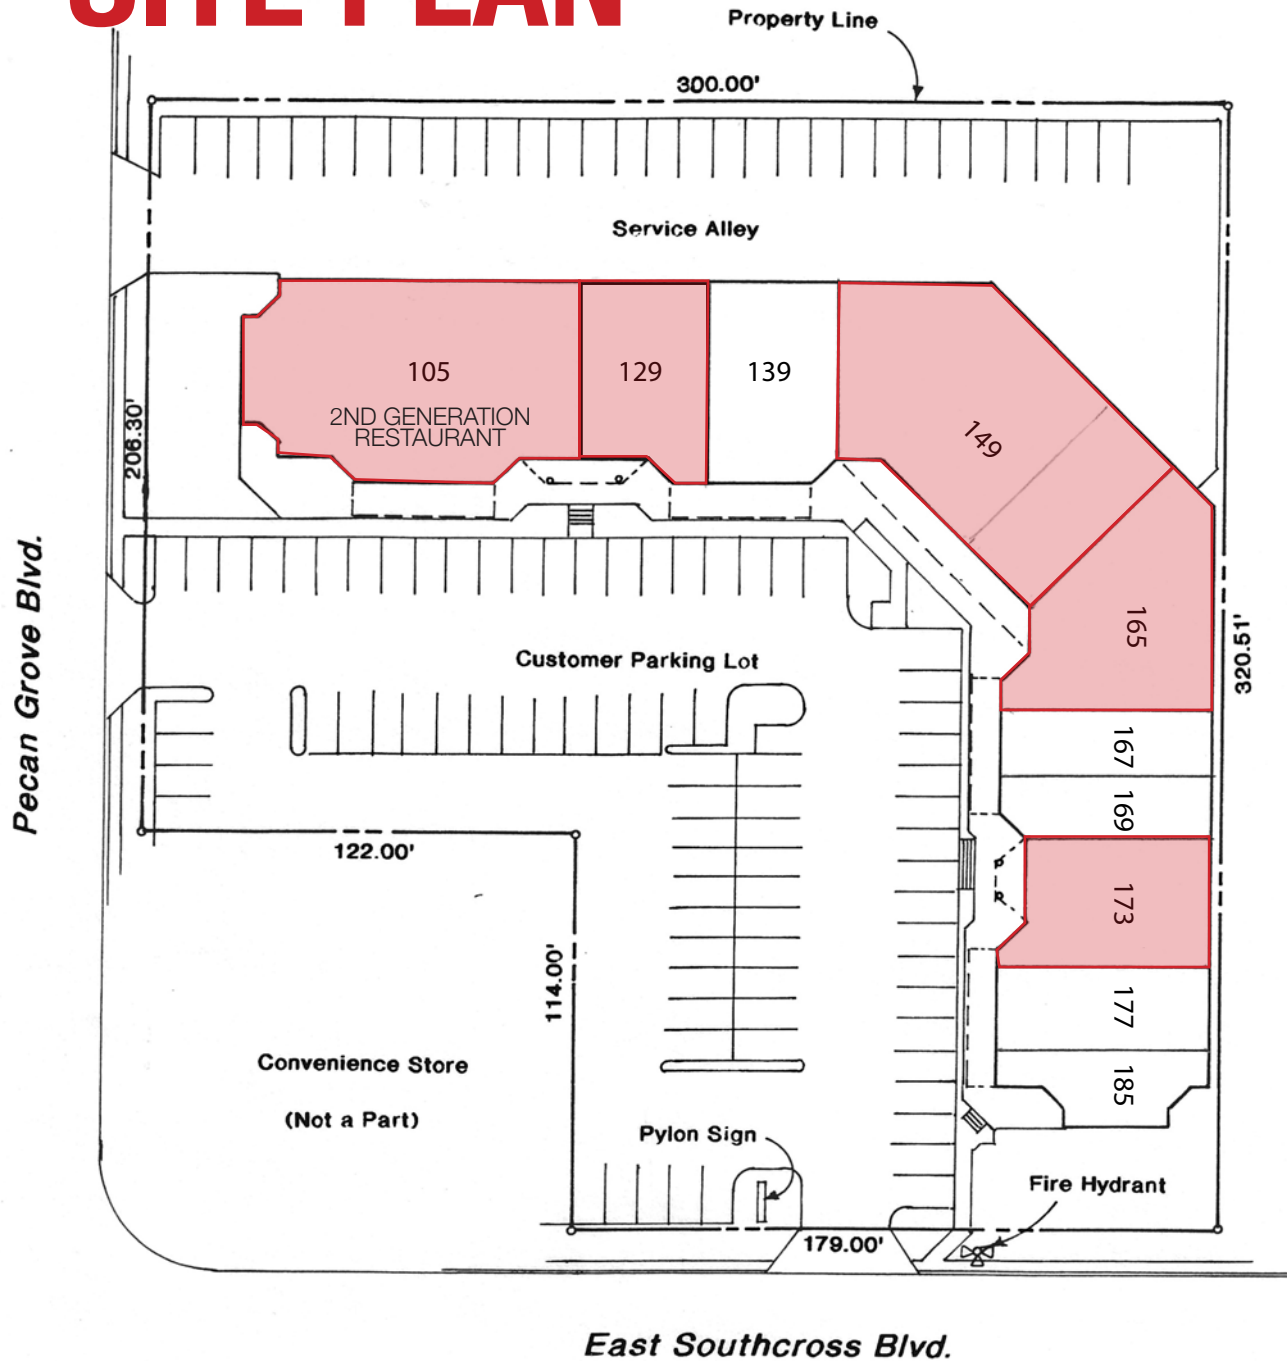 SITE PLAN
Property Line
300.00'
Service Alley
105
129
139
2ND GENERATION
RESTAURANT
149
206.30'
165
320.51'
Pecan Grove Blvd.
Customer Parking Lot
167
169
122.00'
173
114.00'
177
Convenience Store
(Not a Part)
185
Pylon Sign
Fire Hydrant
179.00'
East Southcross Blvd.